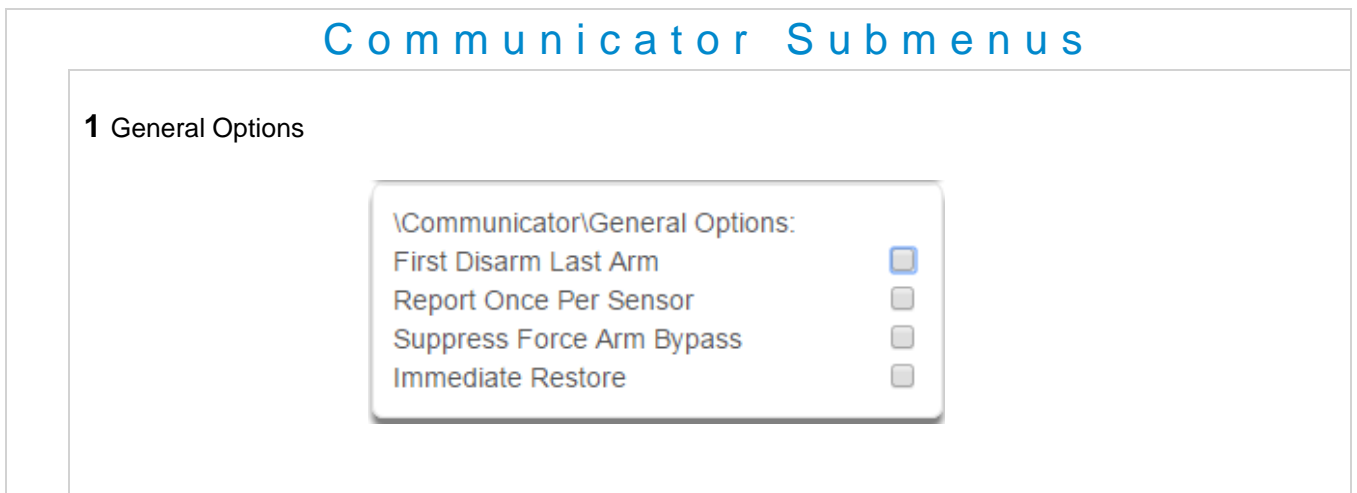 Communicator Submenus
1 General Options
\Communicator\General Options:
First Disarm Last Arm
Report Once Per Sensor
Suppress Force Arm Bypass
Immediate Restore